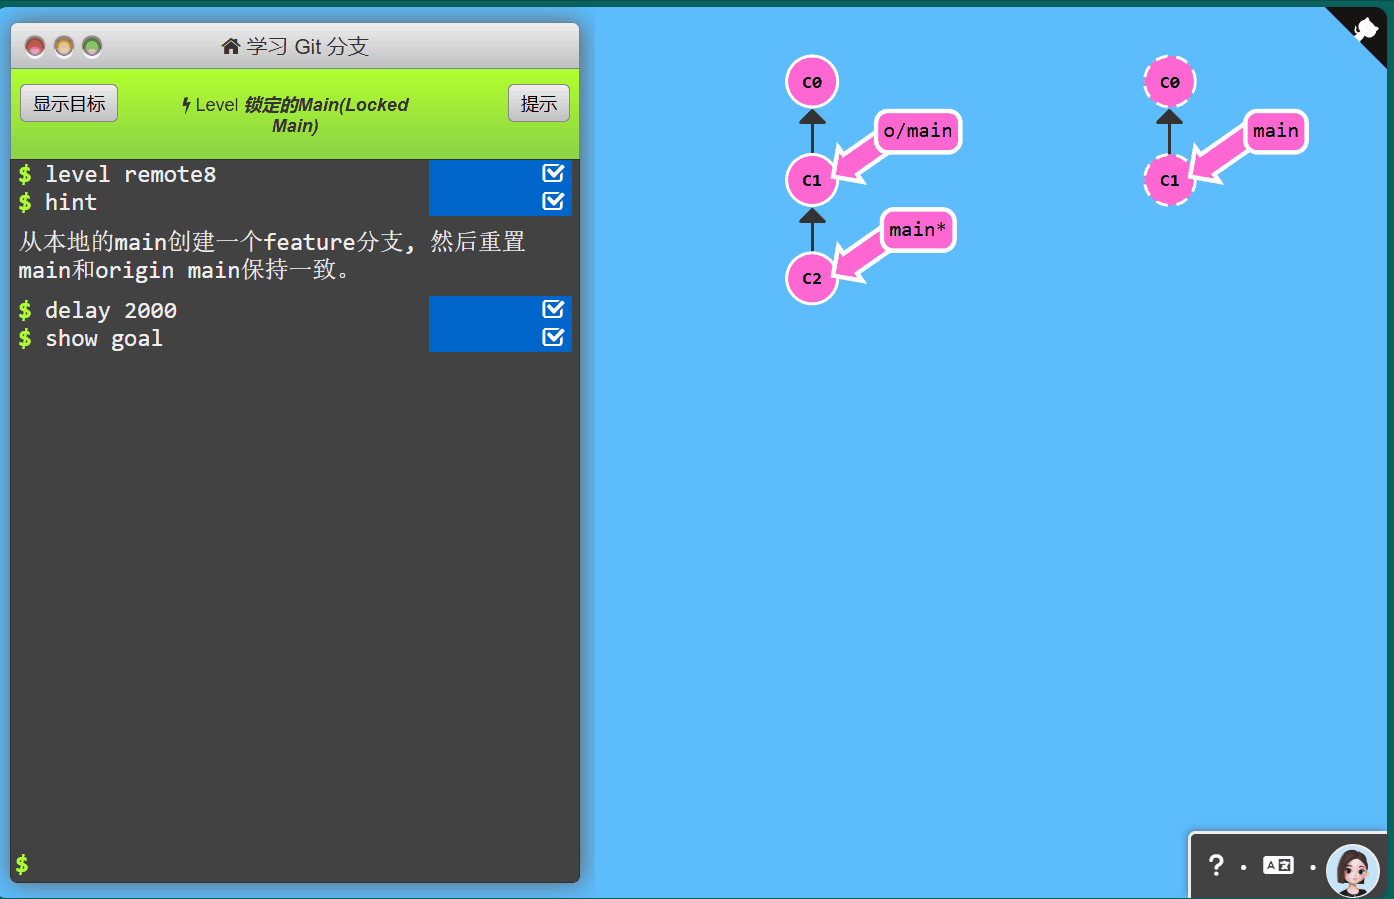 学习 Git 分支
显示目标
Level 锁定的Main(Locked
Main)
提示
$ level remote8
$ hint
从本地的main创建一个feature分支, 然后重置
main和origin main保持一致。
$ delay 2000
$ show goal
$
C0
o/main
C1
main*
C2
C0
main
C1
?
A 文